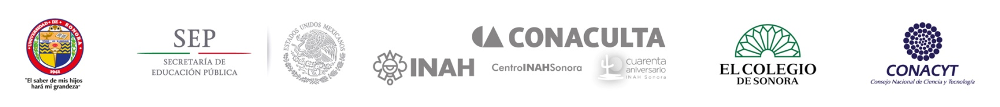 UNIVERSIDAD DE SONORA
1942
"El saber de mis hijos
hará mi grandeza"
SEP
SECRETARÍA DE
EDUCACIÓN PÚBLICA
ESTADOS UNIDOS MEXICANOS
CONACULTA
INAH
CentroINAHSonora
cuarenta
aniversario
INAH Sonora
EL COLEGIO
DE SONORA
CONACYT
Consejo Nacional de Ciencia y Tecnología